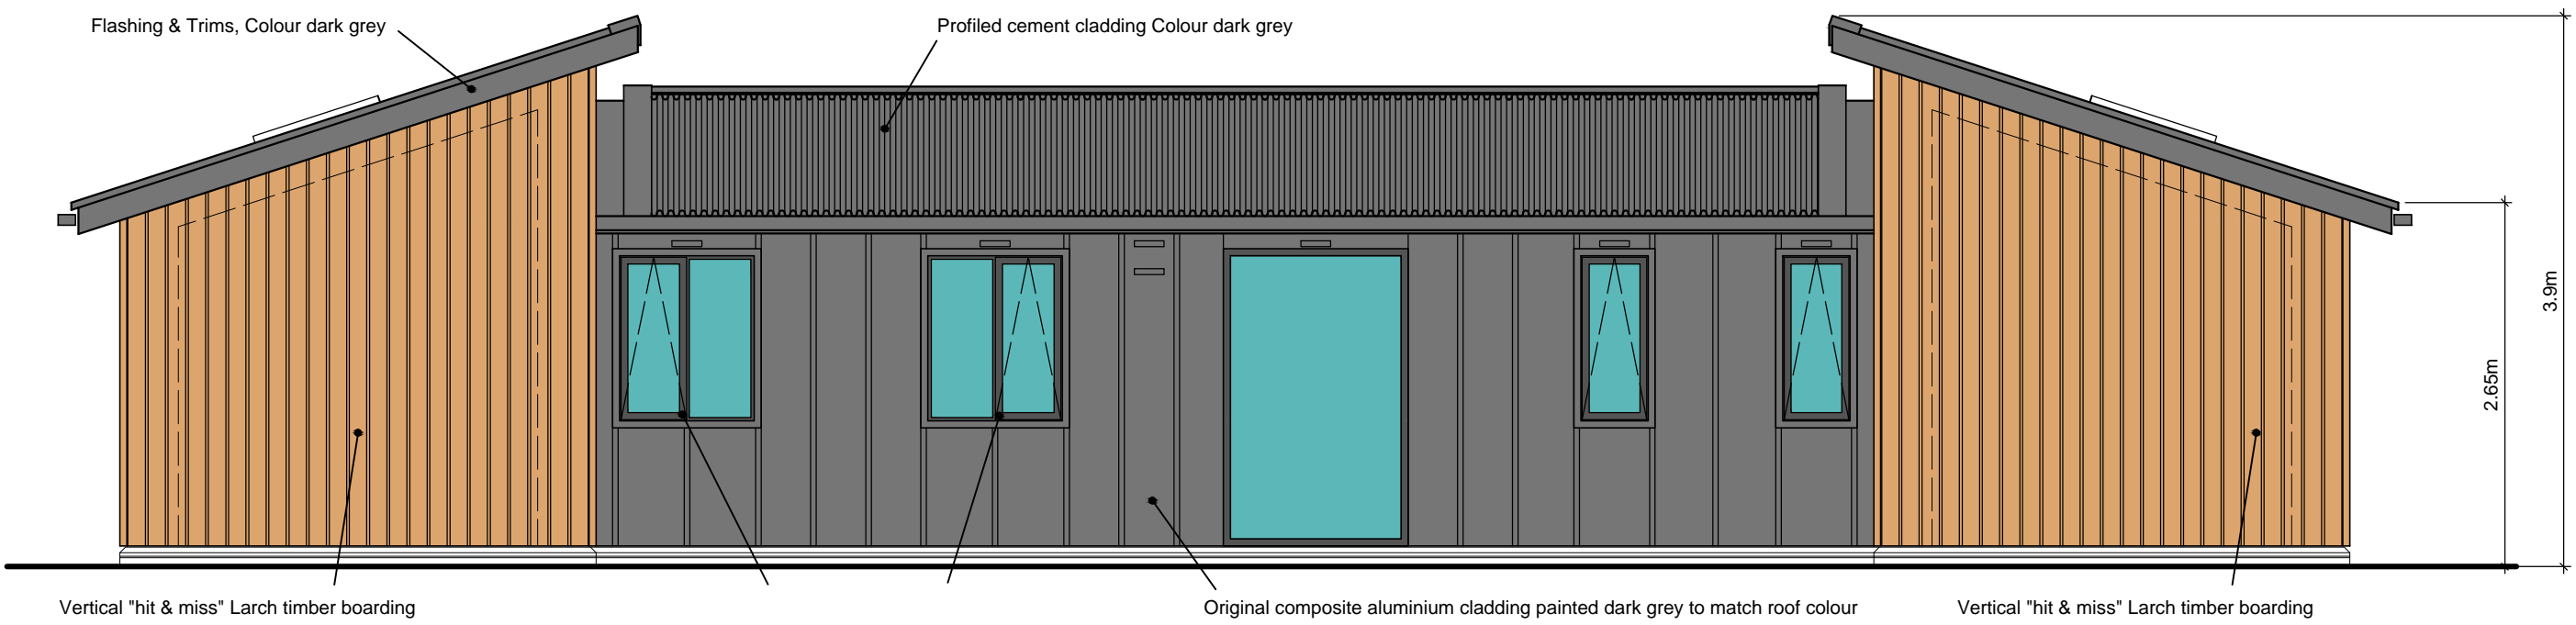 Flashing & Trims, Colour dark grey
Profiled cement cladding Colour dark grey
3.9m
2.65m
Vertical "hit & miss" Larch timber boarding
Original composite aluminium cladding painted dark grey to match roof colour
Vertical "hit & miss" Larch timber boarding